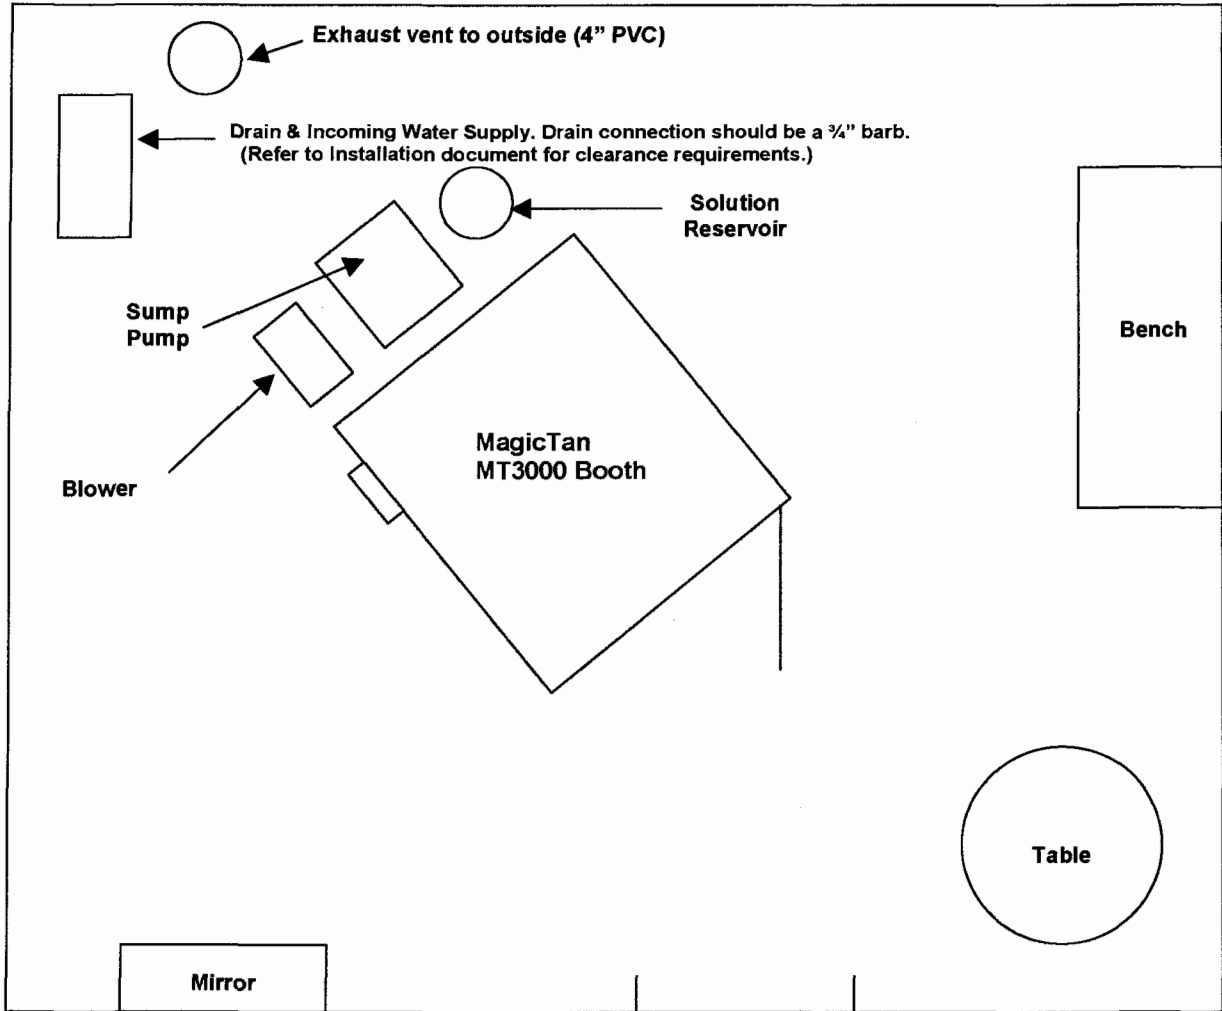 Exhaust vent to outside (4” PVC)
Drain & Incoming Water Supply. Drain connection should be a ¾” barb.
(Refer to Installation document for clearance requirements.)
Solution
Reservoir
Sump
Pump
Bench
MagicTan
MT3000 Booth
Blower
Table
Mirror